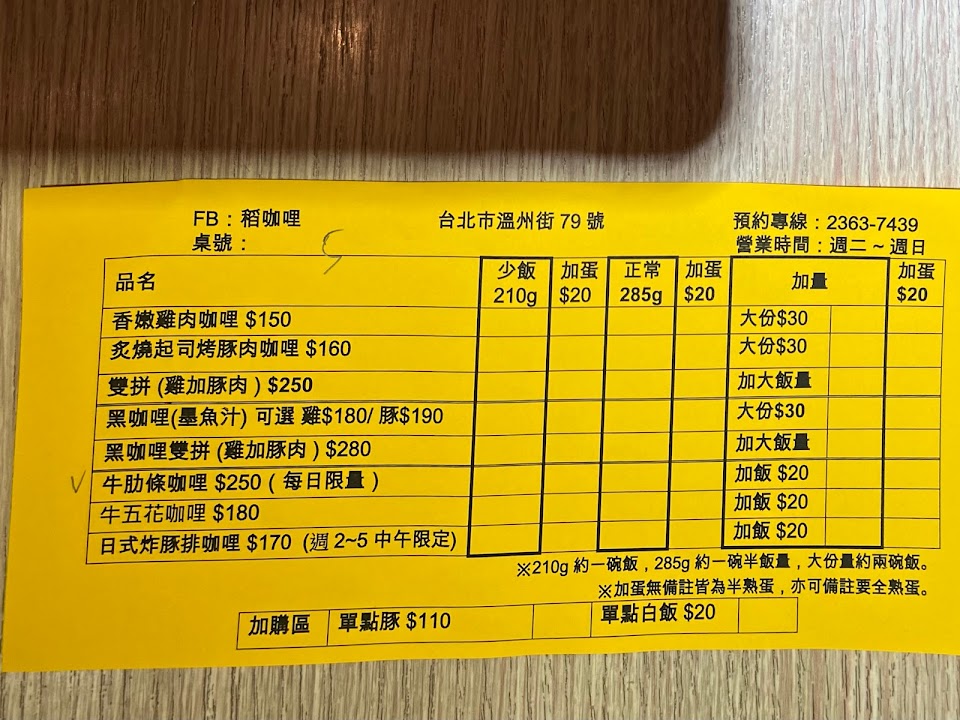 FB：稻咖哩 台北市溫州街 79 號 預約專線：2363-7439
桌號： 營業時間：週二～週日
品名 少飯 210g 加蛋 $20 正常 285g 加蛋 $20 加量 加蛋 $20
香嫩雞肉咖哩 $150 大份$30
炙燒起司烤豚肉咖哩 $160 大份$30
雙拼 (雞加豚肉 ) $250 加大飯量
黑咖哩(墨魚汁) 可選 雞$180/ 豚$190 大份$30
黑咖哩雙拼 (雞加豚肉 ) $280 加大飯量
牛肋條咖哩 $250 ( 每日限量 ) 加飯 $20
牛五花咖哩 $180 加飯 $20
日式炸豚排咖哩 $170 (週 2~5 中午限定) 加飯 $20
※210g 約一碗飯，285g 約一碗半飯量，大份量約兩碗飯。
※加蛋無備註皆為半熟蛋，亦可備註要全熟蛋。
加購區 單點豚 $110 單點白飯 $20